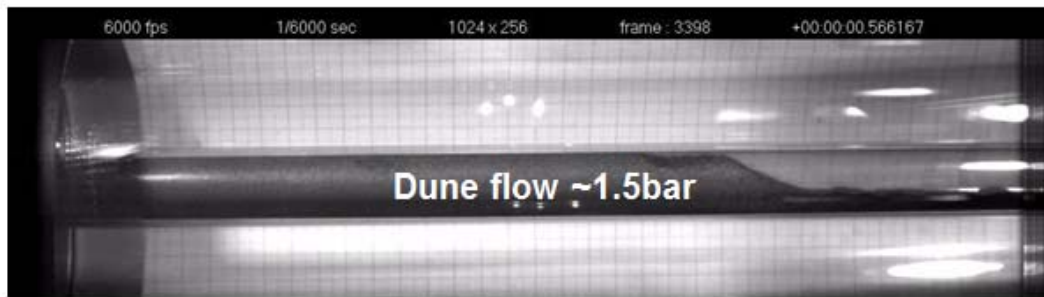 6000 fps 1/6000 sec 1024 x 256 frame : 3398 +00:00:00.566167
Dune flow ~1.5bar